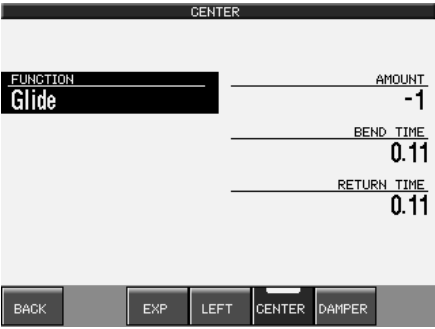 CENTER
FUNCTION
Glide
AMOUNT
-1
BEND TIME
0.11
RETURN TIME
0.11
BACK EXP LEFT CENTER DAMPER